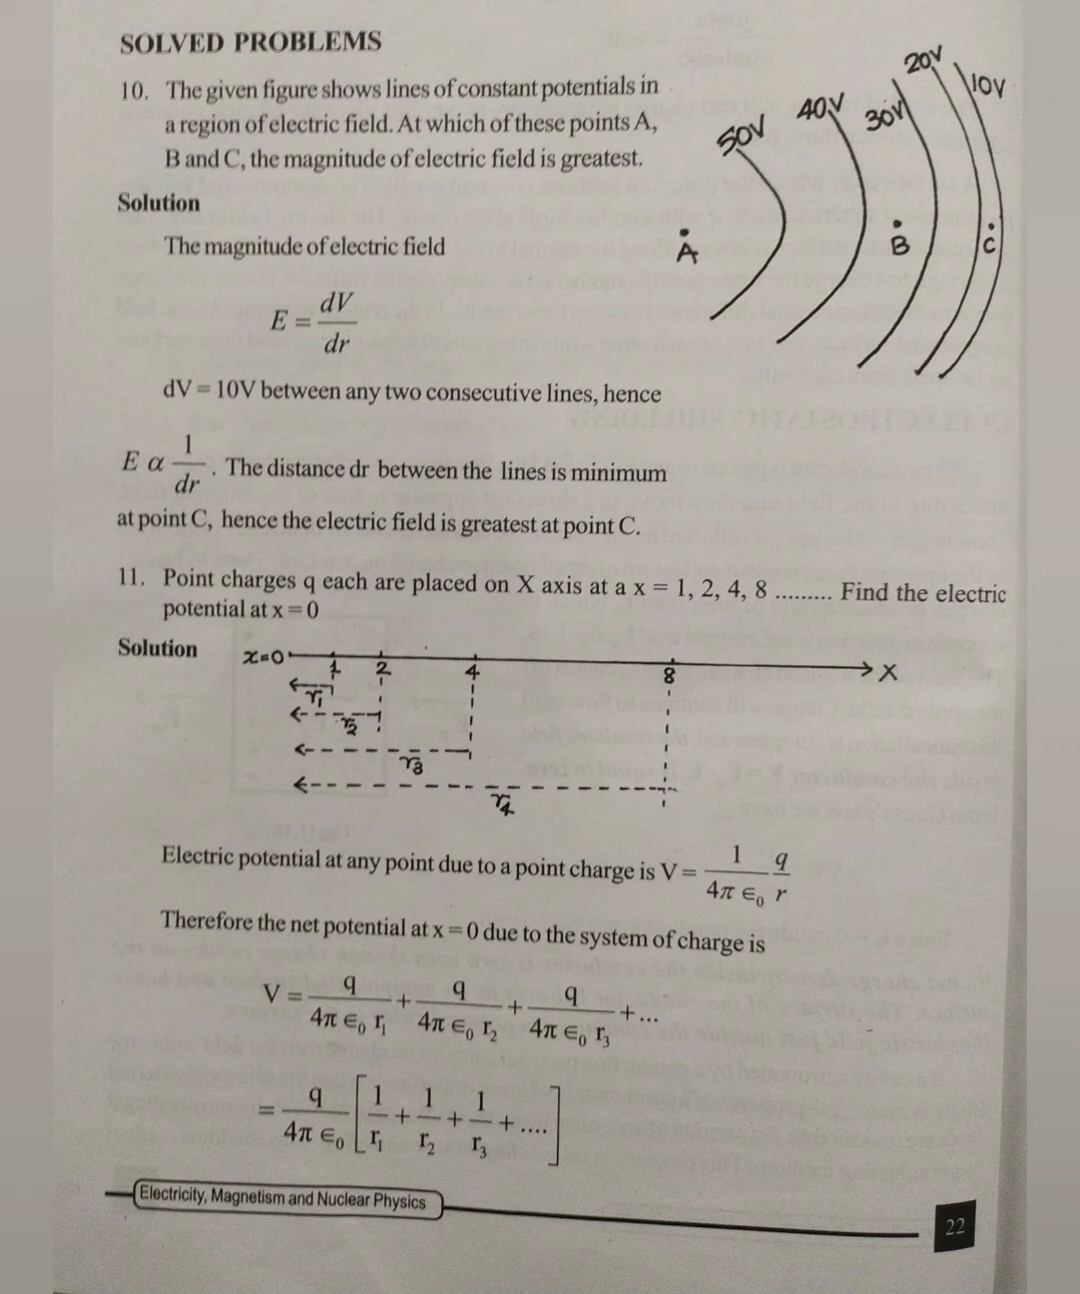 SOLVED PROBLEMS
10. The given figure shows lines of constant potentials in
a region of electric field. At which of these points A,
B and C, the magnitude of electric field is greatest.
50V 40V 30V 20V 10V
A B C
Solution
The magnitude of electric field
E = dV/dr
dV = 10V between any two consecutive lines, hence
E α 1/dr. The distance dr between the lines is minimum
at point C, hence the electric field is greatest at point C.
11. Point charges q each are placed on X axis at a x = 1, 2, 4, 8 ......... Find the electric
potential at x = 0
Solution
x=0 1 2 4 8 X
r₁
r₂
r₃
r₄
Electric potential at any point due to a point charge is V = 1/4π ∈₀ q/r
Therefore the net potential at x = 0 due to the system of charge is
V = q/4π ∈₀ r₁ + q/4π ∈₀ r₂ + q/4π ∈₀ r₃ + ...
= q/4π ∈₀ [1/r₁ + 1/r₂ + 1/r₃ + ....]
Electricity, Magnetism and Nuclear Physics
22